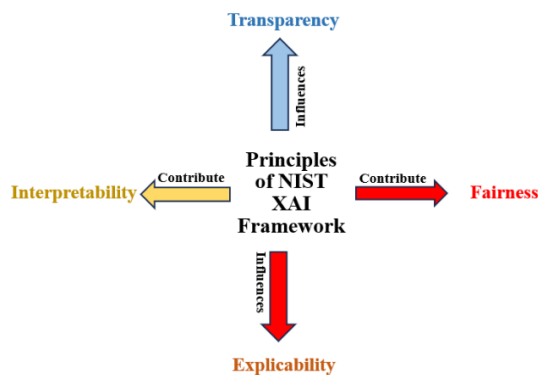 Transparency
Influences
Principles
of NIST
XAI
Framework
Contribute
Interpretability
Contribute
Fairness
Influences
Explicability